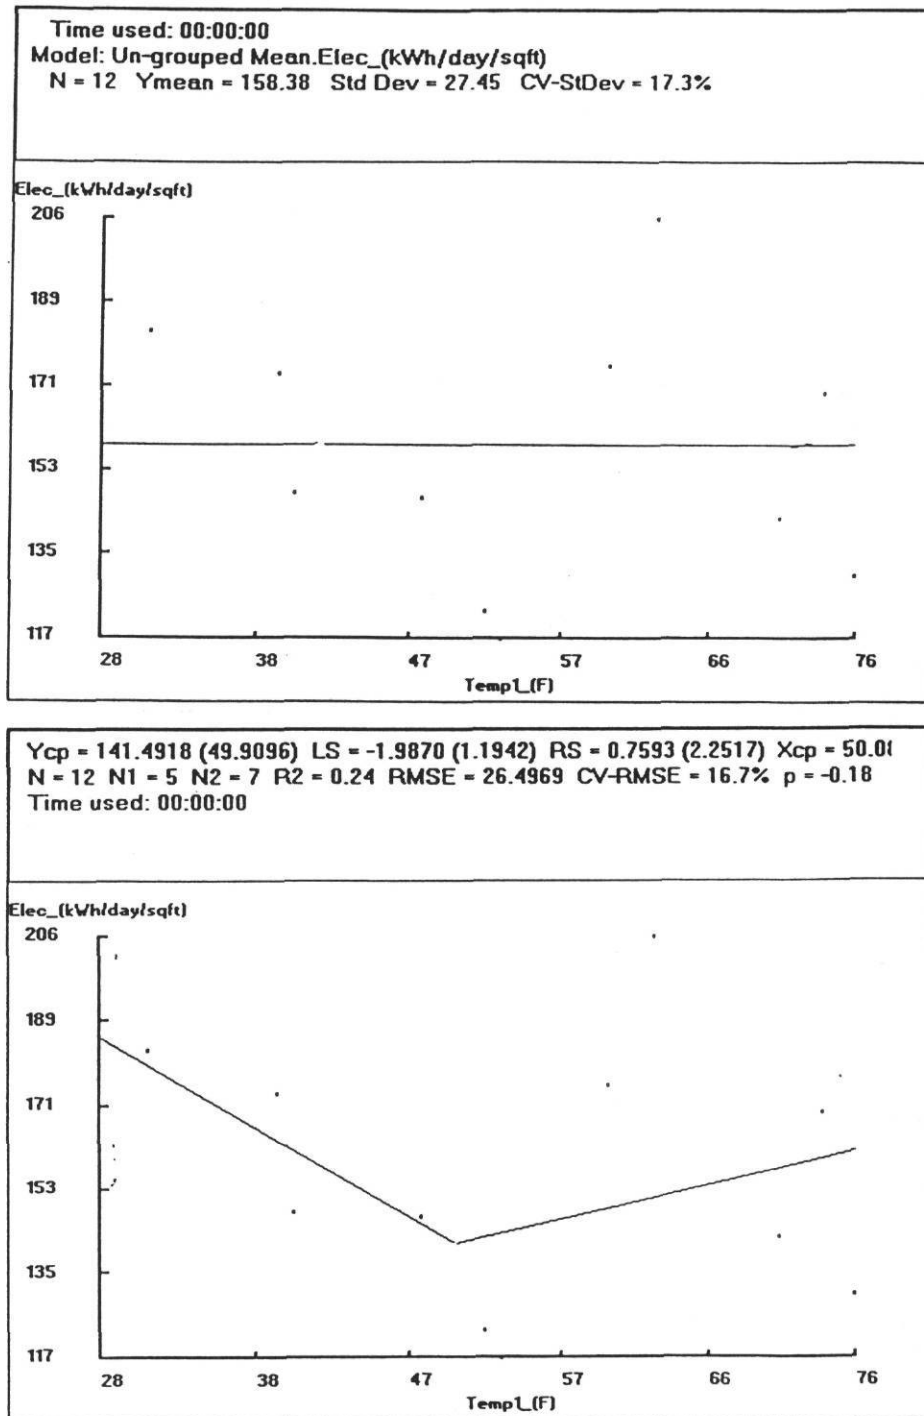 Time used: 00:00:00
Model: Un-grouped Mean.Elec_(kWh/day/sqft)
N = 12 Ymean = 158.38 Std Dev = 27.45 CV-StDev = 17.3%
Elec_(kWh/day/sqft)
206
189
171
153
135
117
28 38 47 57 66 76
Temp1_(F)
Ycp = 141.4918 (49.9096) LS = -1.9870 (1.1942) RS = 0.7593 (2.2517) Xcp = 50.0
N = 12 N1 = 5 N2 = 7 R2 = 0.24 RMSE = 26.4969 CV-RMSE = 16.7% p = -0.18
Time used: 00:00:00
Elec_(kWh/day/sqft)
206
189
171
153
135
117
28 38 47 57 66 76
Temp1_(F)